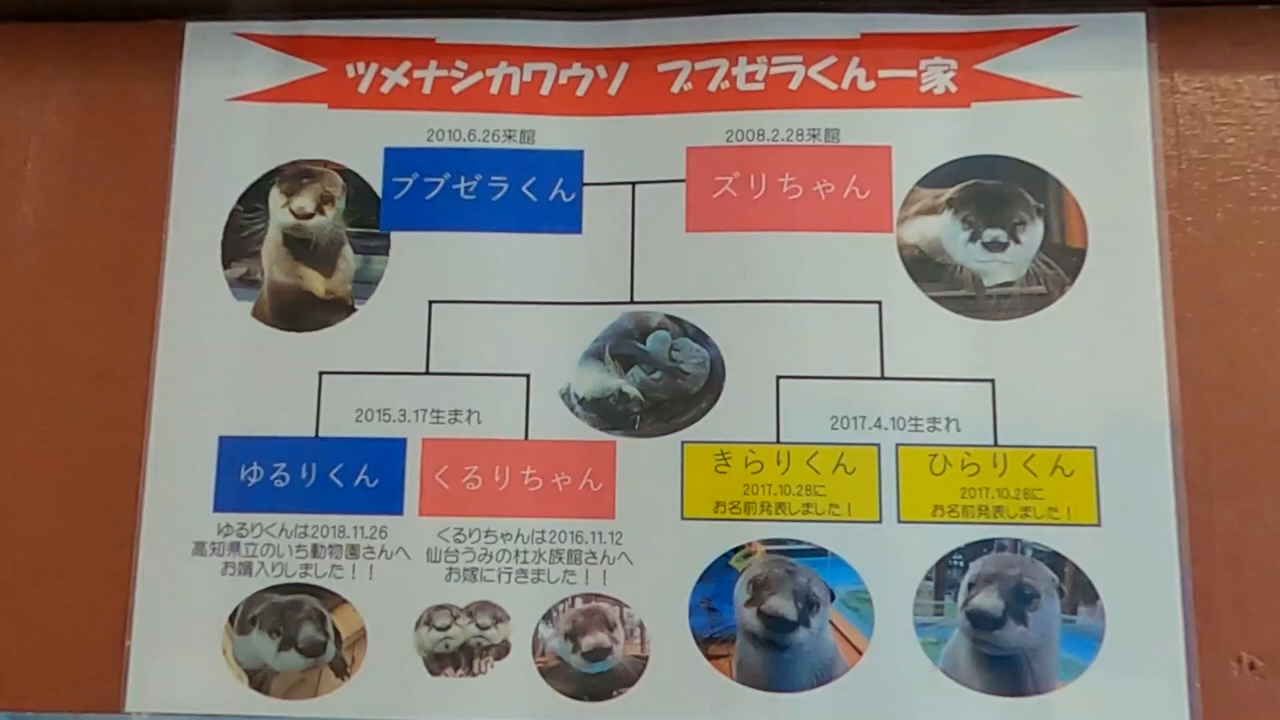 ツメナシカワウソ ブブゼラくん一家
2010.6.26来館
2008.2.28来館
ブブゼラくん
ズリちゃん
2015.3.17生まれ
2017.4.10生まれ
ゆるりくん
くるりちゃん
きらりくん
2017.10.28に
お名前発表しました!
ひらりくん
2017.10.28に
お名前発表しました!
ゆるりくんは2018.11.26
高知県立のいち動物園さんへ
お婿入りしました!!
くるりちゃんは2016.11.12
仙台うみの杜水族館さんへ
お嫁に行きました!!